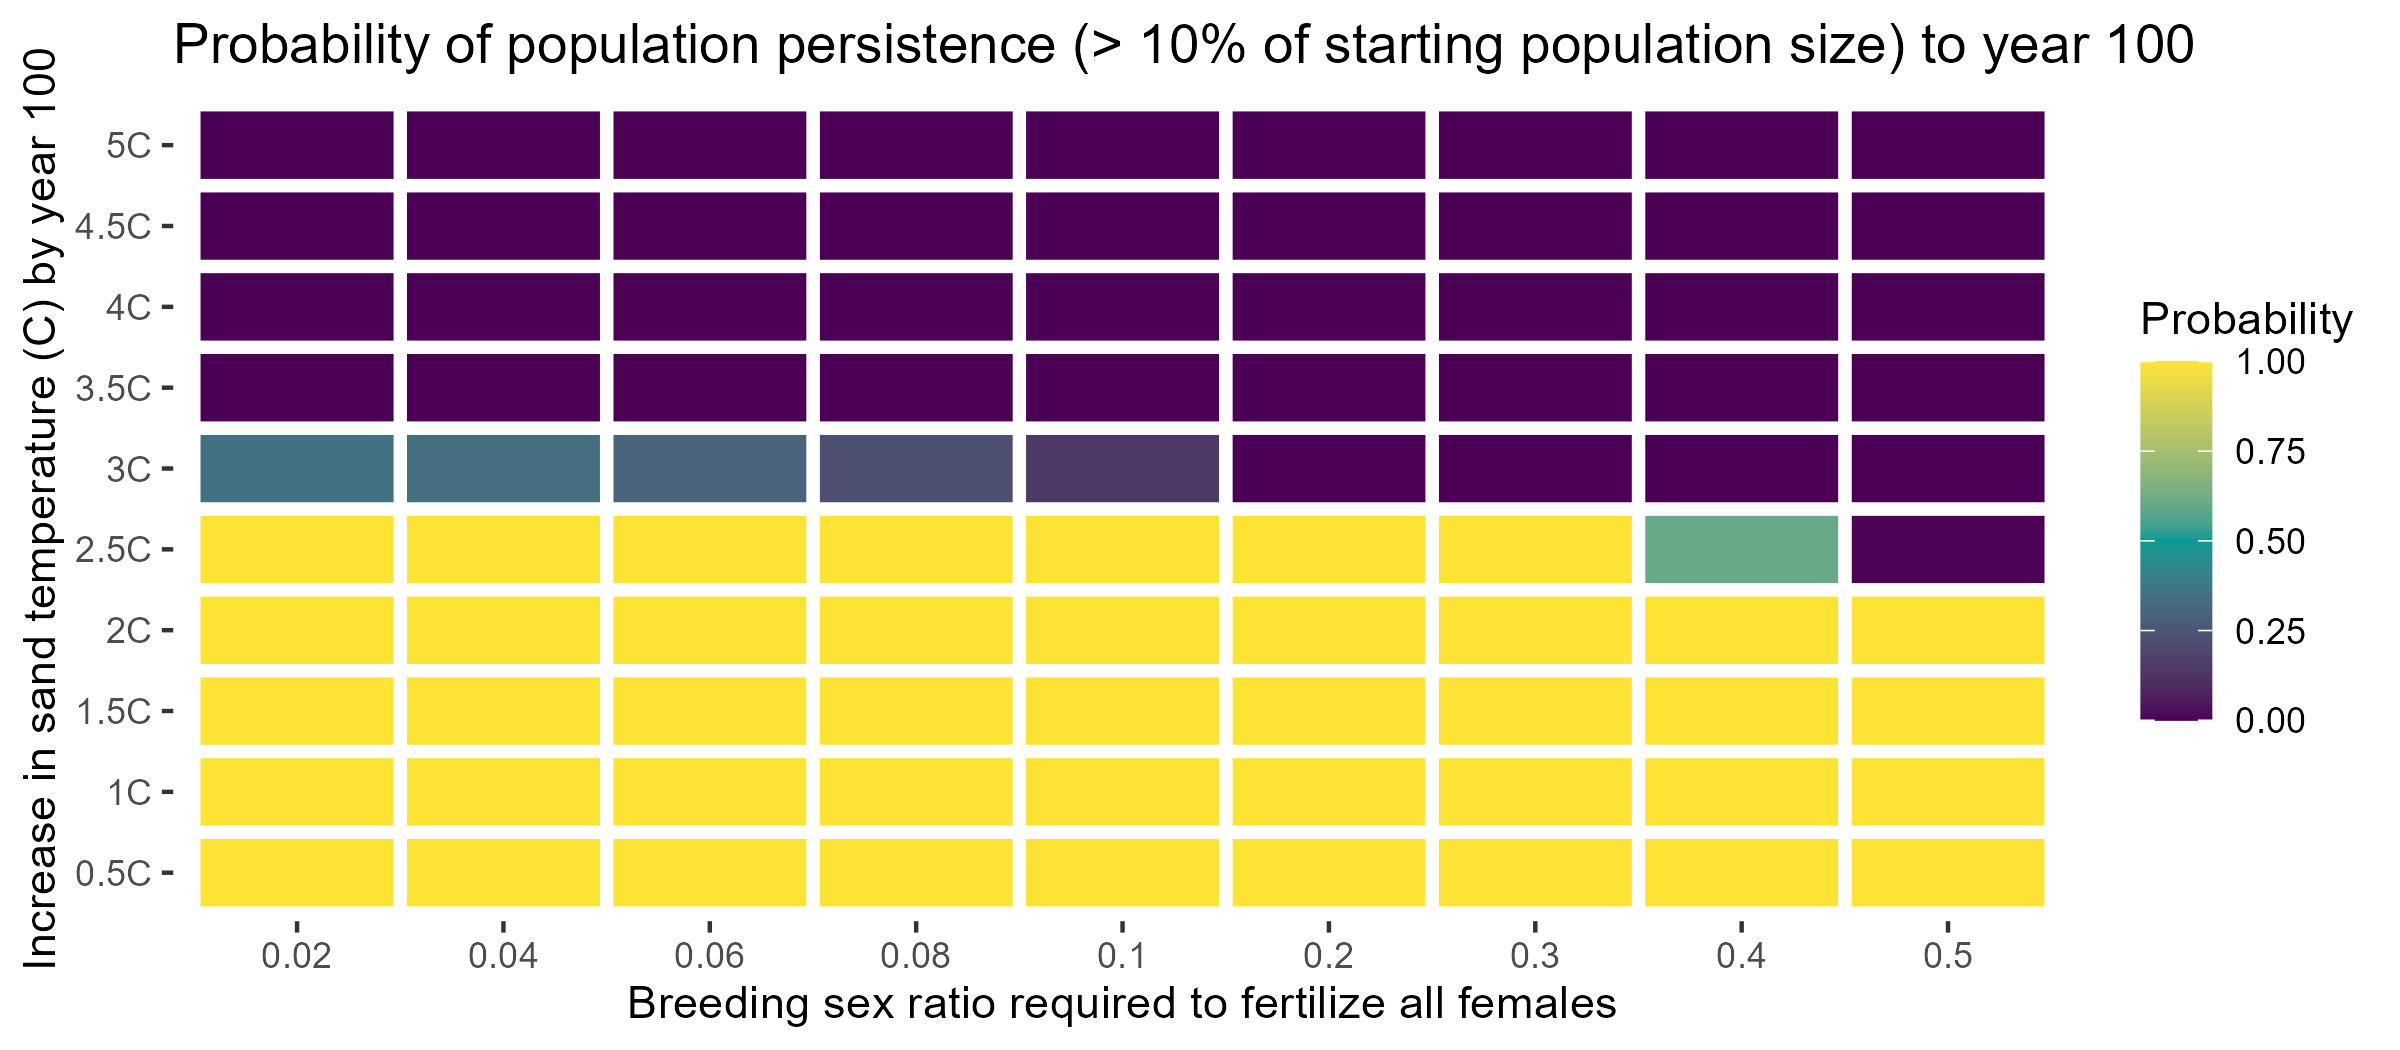 Probability of population persistence (> 10% of starting population size) to year 100
Increase in sand temperature (C) by year 100
5C
4.5C
4C
3.5C
3C
2.5C
2C
1.5C
1C
0.5C
0.02
0.04
0.06
0.08
0.1
0.2
0.3
0.4
0.5
Breeding sex ratio required to fertilize all females
Probability
1.00
0.75
0.50
0.25
0.00